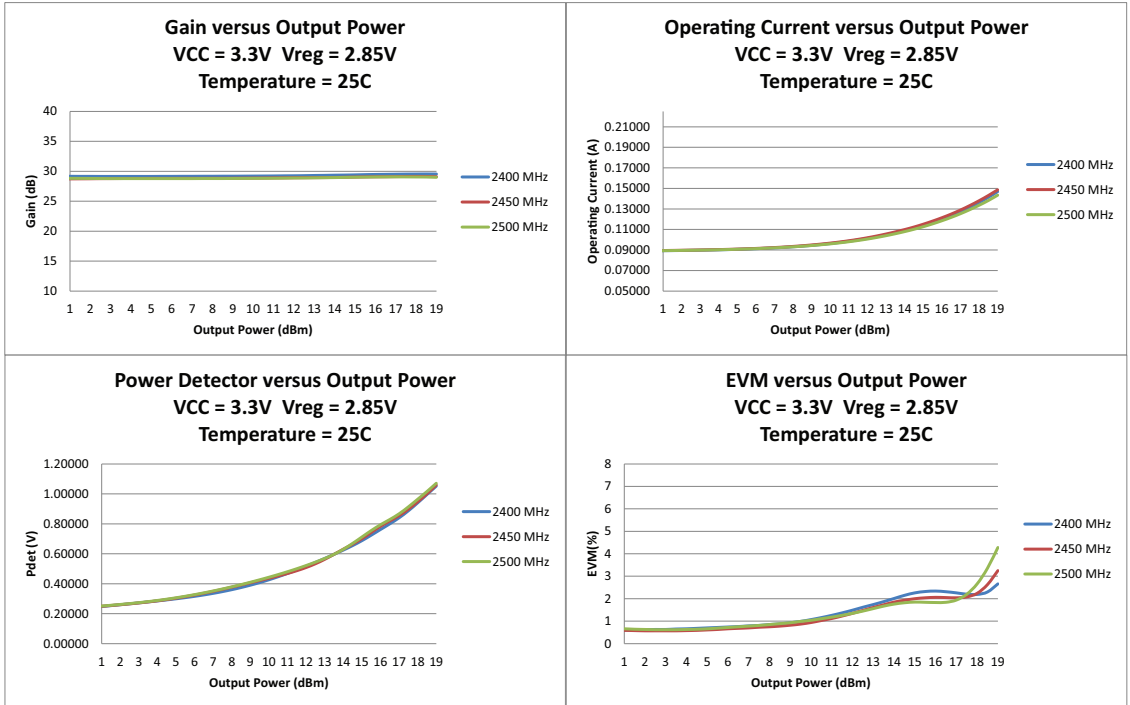 Gain versus Output Power
VCC = 3.3V Vreg = 2.85V
Temperature = 25C
40
35
30
25
20
15
10
Gain (dB)
1 2 3 4 5 6 7 8 9 10 11 12 13 14 15 16 17 18 19
Output Power (dBm)
2400 MHz
2450 MHz
2500 MHz
Operating Current versus Output Power
VCC = 3.3V Vreg = 2.85V
Temperature = 25C
0.21000
0.19000
0.17000
0.15000
0.13000
0.11000
0.09000
0.07000
0.05000
Operating Current (A)
1 2 3 4 5 6 7 8 9 10 11 12 13 14 15 16 17 18 19
Output Power (dBm)
2400 MHz
2450 MHz
2500 MHz
Power Detector versus Output Power
VCC = 3.3V Vreg = 2.85V
Temperature = 25C
1.20000
1.00000
0.80000
0.60000
0.40000
0.20000
0.00000
Pdet (V)
1 2 3 4 5 6 7 8 9 10 11 12 13 14 15 16 17 18 19
Output Power (dBm)
2400 MHz
2450 MHz
2500 MHz
EVM versus Output Power
VCC = 3.3V Vreg = 2.85V
Temperature = 25C
8
7
6
5
4
3
2
1
0
EVM(%)
1 2 3 4 5 6 7 8 9 10 11 12 13 14 15 16 17 18 19
Output Power (dBm)
2400 MHz
2450 MHz
2500 MHz